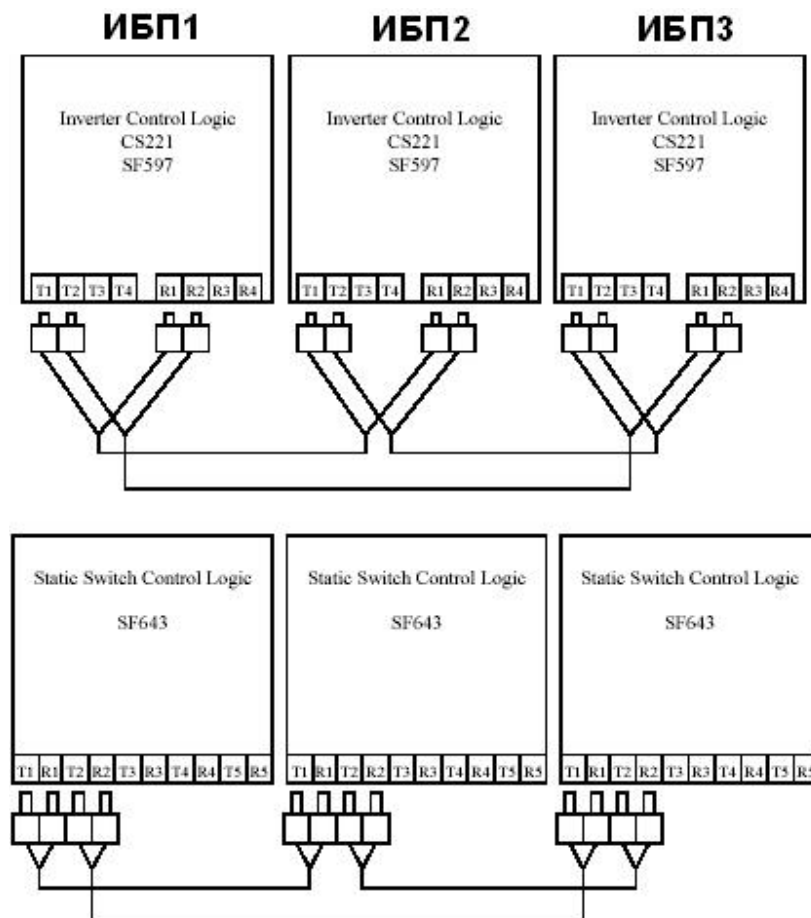 ИБП1 ИБП2 ИБП3
Inverter Control Logic Inverter Control Logic Inverter Control Logic
CS221 CS221 CS221
SF597 SF597 SF597
T1 T2 T3 T4 R1 R2 R3 R4 T1 T2 T3 T4 R1 R2 R3 R4 T1 T2 T3 T4 R1 R2 R3 R4
Static Switch Control Logic Static Switch Control Logic Static Switch Control Logic
SF643 SF643 SF643
T1 R1 T2 R2 T3 R3 T4 R4 T5 R5 T1 R1 T2 R2 T3 R3 T4 R4 T5 R5 T1 R1 T2 R2 T3 R3 T4 R4 T5 R5